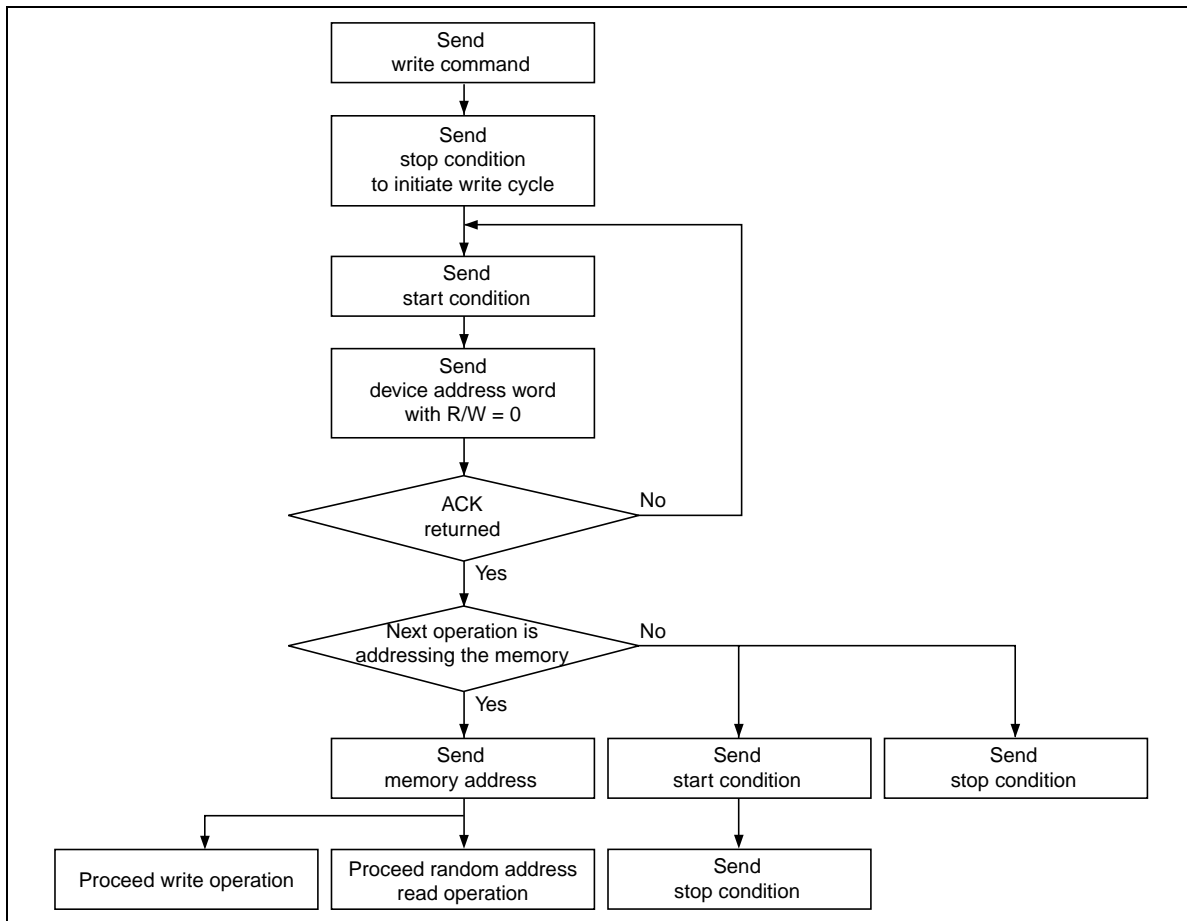 Send
write command
Send
stop condition
to initiate write cycle
Send
start condition
Send
device address word
with R/W = 0
ACK
returned
No
Yes
Next operation is
addressing the memory
No
Yes
Send
memory address
Send
start condition
Send
stop condition
Proceed write operation
Proceed random address
read operation
Send
stop condition